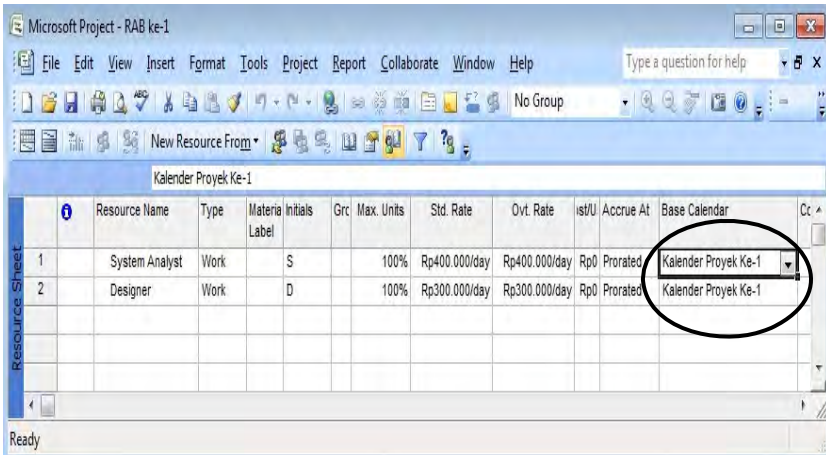 Microsoft Project - RAB ke-1
File Edit View Insert Format Tools Project Report Collaborate Window Help Type a question for help
No Group
New Resource From
Kalender Proyek Ke-1
Resource Name Type Materia Initials Grc Max. Units Std. Rate Ovt. Rate ıst/U Accrue At Base Calendar Cc
Label
1 System Analyst Work S 100% Rp400.000/day Rp400.000/day Rp0 Prorated Kalender Proyek Ke-1
2 Designer Work D 100% Rp300.000/day Rp300.000/day Rp0 Prorated Kalender Proyek Ke-1
Resource Sheet
Ready